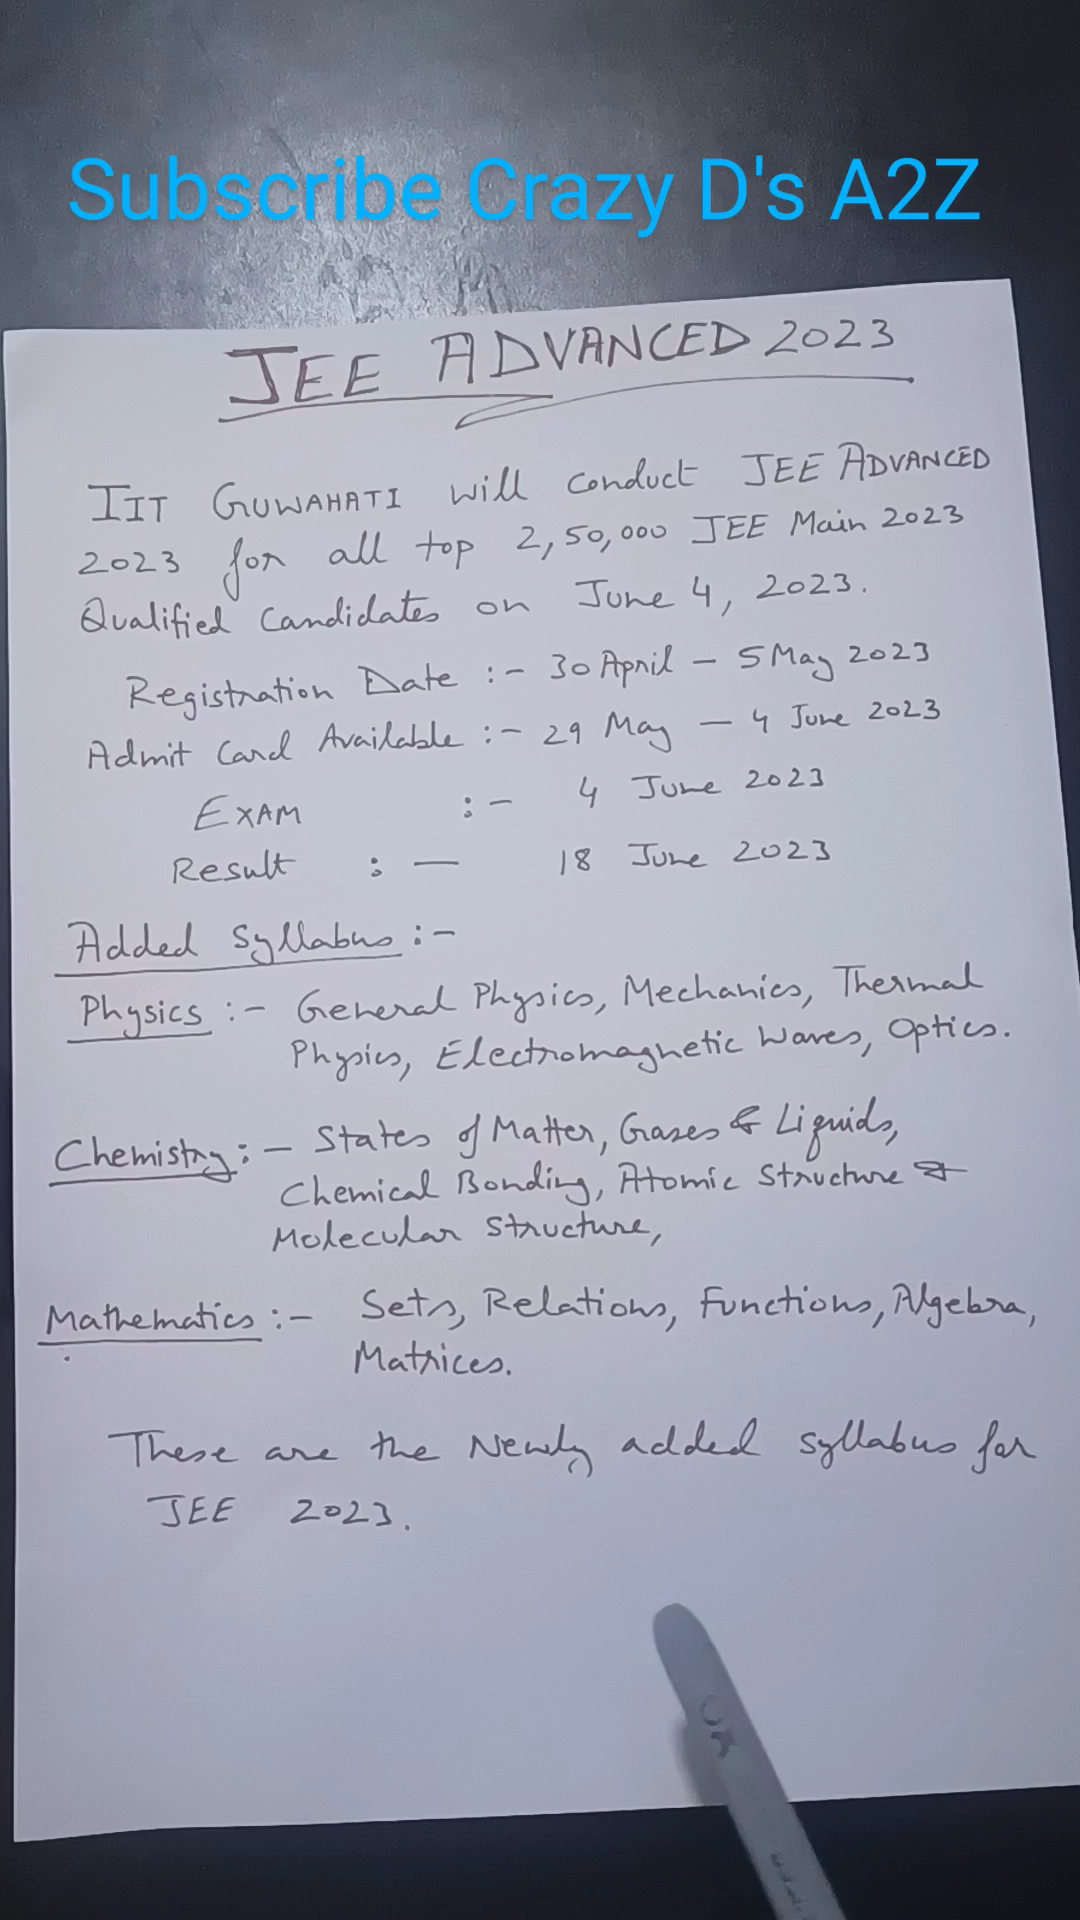 Subscribe Crazy D's A2Z
JEE ADVANCED 2023
IIT GUWAHATI will conduct JEE ADVANCED
2023 for all top 2,50,000 JEE Main 2023
Qualified Candidates on June 4, 2023.
Registration Date :- 30 April - 5 May 2023
Admit Card Available :- 29 May - 4 June 2023
EXAM :- 4 June 2023
Result :- 18 June 2023
Added Syllabus :-
Physics :- General Physics, Mechanics, Thermal
Physics, Electromagnetic Waves, Optics.
Chemistry :- States of Matter, Gases & Liquids,
Chemical Bonding, Atomic Structure &
Molecular Structure,
Mathematics :- Sets, Relations, Functions, Algebra,
Matrices.
These are the Newly added syllabus for
JEE 2023.